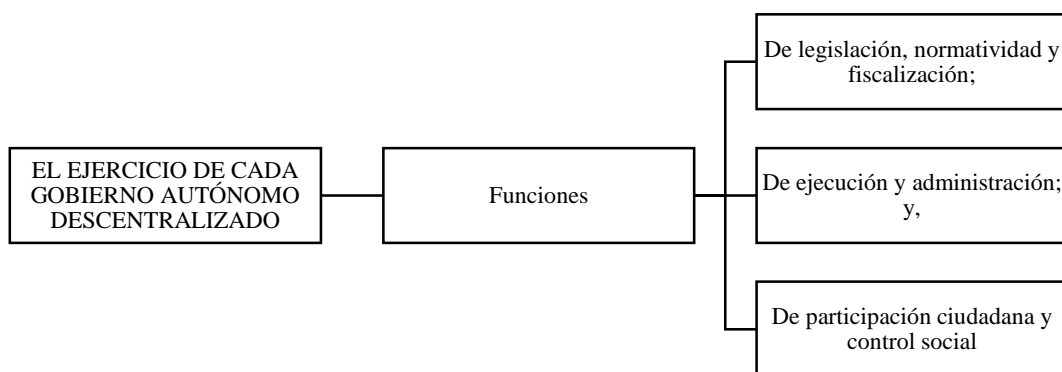 EL EJERCICIO DE CADA
GOBIERNO AUTÓNOMO
DESCENTRALIZADO
Funciones
De legislación, normatividad y
fiscalización;
De ejecución y administración;
y,
De participación ciudadana y
control social